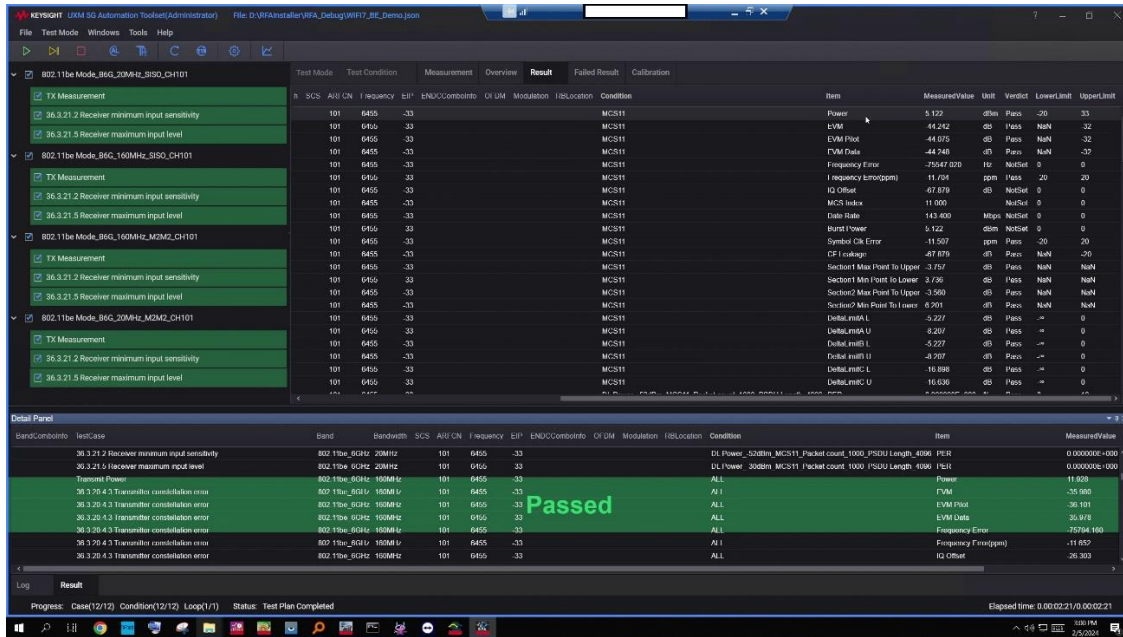 KEYSIGHT UXM 5G Automation Toolset(Administrator) File: D:\RFAInstaller\RFA_Debug\WIFI7_BE_Demo.json
File Test Mode Windows Tools Help
802.11be Mode_B6G_20MHz_SISO_CH101
TX Measurement
36.3.21.2 Receiver minimum input sensitivity
36.3.21.5 Receiver maximum input level
802.11be Mode_B6G_160MHz_SISO_CH101
TX Measurement
36.3.21.2 Receiver minimum input sensitivity
36.3.21.5 Receiver maximum input level
802.11be Mode_B6G_160MHz_M2M2_CH101
TX Measurement
36.3.21.2 Receiver minimum input sensitivity
36.3.21.5 Receiver maximum input level
802.11be Mode_B6G_20MHz_M2M2_CH101
TX Measurement
36.3.21.2 Receiver minimum input sensitivity
36.3.21.5 Receiver maximum input level
Test Mode Test Condition Measurement Overview Result Failed Result Calibration
h SCS ARFCN Frequency EIP ENDCComboInfo OFDM Modulation RBLocation Condition Item MeasuredValue Unit Verdict LowerLimit UpperLimit
101 6455 -33 MCS11 Power 5.122 dBm Pass -20 33
101 6455 -33 MCS11 EVM -44.242 dB Pass NaN -32
101 6455 -33 MCS11 EVM Pilot -44.075 dB Pass NaN -32
101 6455 -33 MCS11 EVM Data -44.248 dB Pass NaN -32
101 6455 -33 MCS11 Frequency Error -75547.020 Hz NotSet 0 0
101 6455 -33 MCS11 Frequency Error(ppm) -11.704 ppm Pass 20 20
101 6455 -33 MCS11 IQ Offset -67.879 dB NotSet 0 0
101 6455 -33 MCS11 MCS Index 11.000 NotSet 0 0
101 6455 -33 MCS11 Date Rate 143.400 Mbps NotSet 0 0
101 6455 -33 MCS11 Burst Power 5.122 dBm NotSet 0 0
101 6455 -33 MCS11 Symbol Clk Error -11.507 ppm Pass -20 20
101 6455 -33 MCS11 CF Leakage -67.879 dB Pass NaN -20
101 6455 -33 MCS11 Section1 Max Point To Upper -3.757 dB Pass NaN NaN
101 6455 -33 MCS11 Section1 Min Point To Lower 3.736 dB Pass NaN NaN
101 6455 -33 MCS11 Section2 Max Point To Upper -3.560 dB Pass NaN NaN
101 6455 -33 MCS11 Section2 Min Point To Lower 6.201 dB Pass NaN NaN
101 6455 -33 MCS11 DeltaLimitA L -5.227 dB Pass -∞ 0
101 6455 -33 MCS11 DeltaLimitA U -8.207 dB Pass -∞ 0
101 6455 -33 MCS11 DeltaLimitB L -5.227 dB Pass -∞ 0
101 6455 -33 MCS11 DeltaLimitB U -8.207 dB Pass -∞ 0
101 6455 -33 MCS11 DeltaLimitC L -16.898 dB Pass -∞ 0
101 6455 -33 MCS11 DeltaLimitC U -16.636 dB Pass -∞ 0
Detail Panel
BandComboInfo TestCase Band Bandwidth SCS ARFCN Frequency EIP ENDCComboInfo OFDM Modulation RBLocation Condition Item MeasuredValue
36.3.21.2 Receiver minimum input sensitivity 802.11be_6GHz 20MHz 101 6455 -33 DL Power_-52dBm_MCS11_Packet count_1000_PSDU Length_4096 PER 0.000000E+000
36.3.21.5 Receiver maximum input level 802.11be_6GHz 20MHz 101 6455 33 DL Power_ 30dBm_MCS11_Packet count_1000_PSDU Length_4096 PER 0.000000E+000
Transmit Power 802.11be_6GHz 160MHz 101 6455 -33 ALL Power 11.928
36.3.20.4.3 Transmitter constellation error 802.11be_6GHz 160MHz 101 6455 -33 ALL EVM -35.980
36.3.20.4.3 Transmitter constellation error 802.11be_6GHz 160MHz 101 6455 -33 ALL EVM Pilot -36.101
36.3.20.4.3 Transmitter constellation error 802.11be_6GHz 160MHz 101 6455 33 ALL EVM Data 35.978
36.3.20.4.3 Transmitter constellation error 802.11be_6GHz 160MHz 101 6455 -33 ALL Frequency Error -75794.160
36.3.20.4.3 Transmitter constellation error 802.11be_6GHz 160MHz 101 6455 -33 ALL Frequency Error(ppm) -11.652
36.3.20.4.3 Transmitter constellation error 802.11be_6GHz 160MHz 101 6455 -33 ALL IQ Offset -26.303
Passed
Log Result
Progress: Case(12/12) Condition(12/12) Loop(1/1) Status: Test Plan Completed Elapsed time: 0.00:02:21/0.00:02:21
3:00 PM
2/5/2024